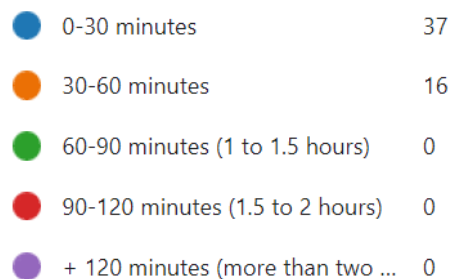 0-30 minutes 37
30-60 minutes 16
60-90 minutes (1 to 1.5 hours) 0
90-120 minutes (1.5 to 2 hours) 0
+ 120 minutes (more than two ... 0